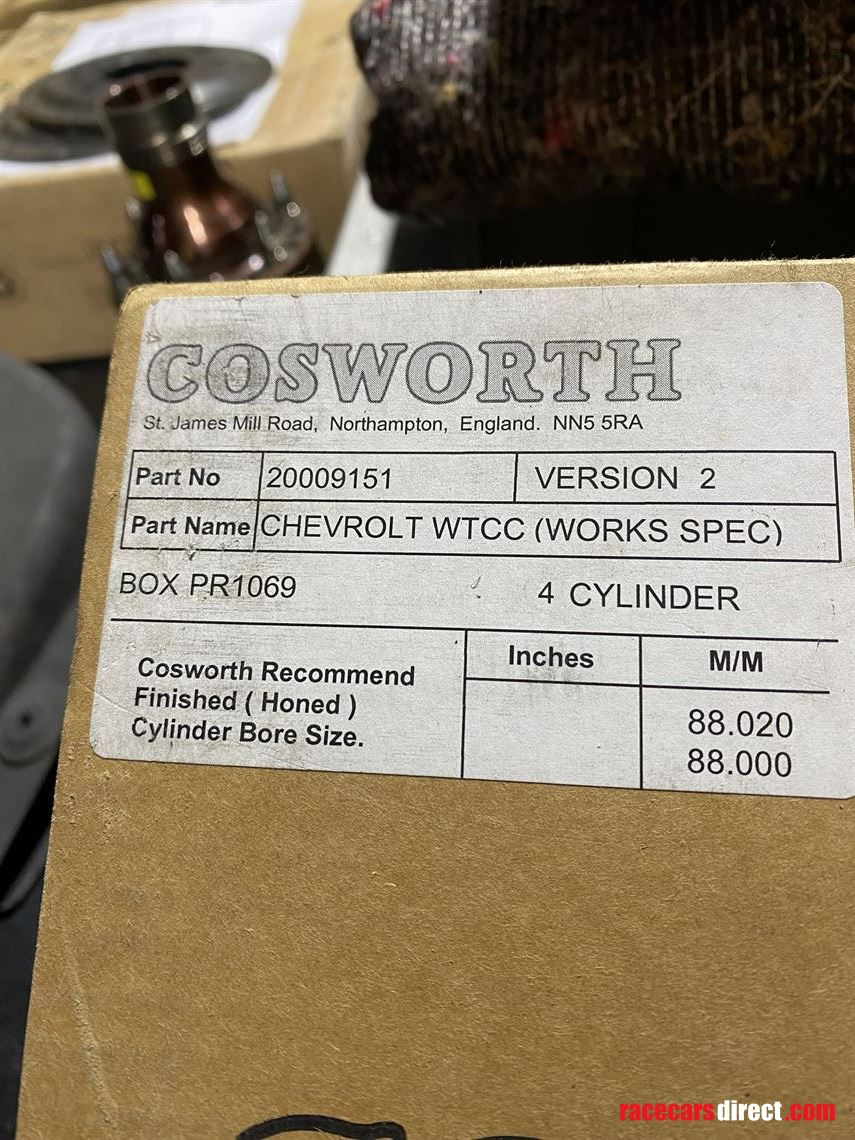 COSWORTH
St. James Mill Road, Northampton, England. NN5 5RA
Part No 20009151 VERSION 2
Part Name CHEVROLT WTCC (WORKS SPEC)
BOX PR1069 4 CYLINDER
Inches M/M
Cosworth Recommend
Finished ( Honed )
Cylinder Bore Size.
88.020
88.000
racecarsdirect.com